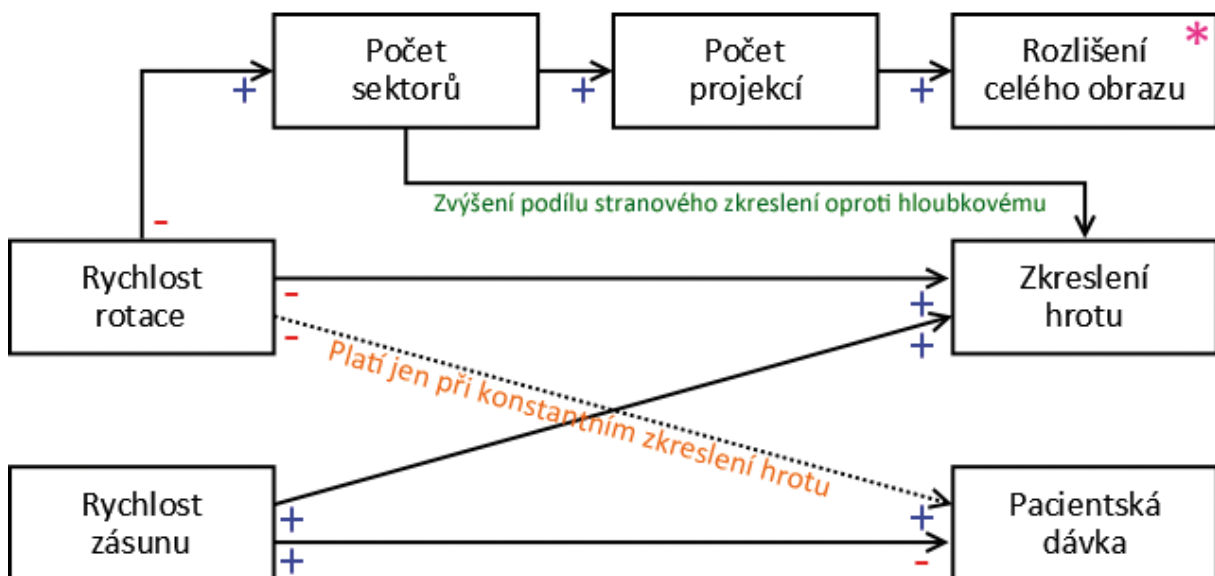 Počet
sektorů
Počet
projekcí
Rozlišení
celého obrazu
*
+
+
+
Zvýšení podílu stranového zkreslení oproti hloubkovému
-
Rychlost
rotace
-
-
+
+
Zkreslení
hrotu
Platí jen při konstantním zkreslení hrotu
Rychlost
zásunu
+
+
+
-
Pacientská
dávka